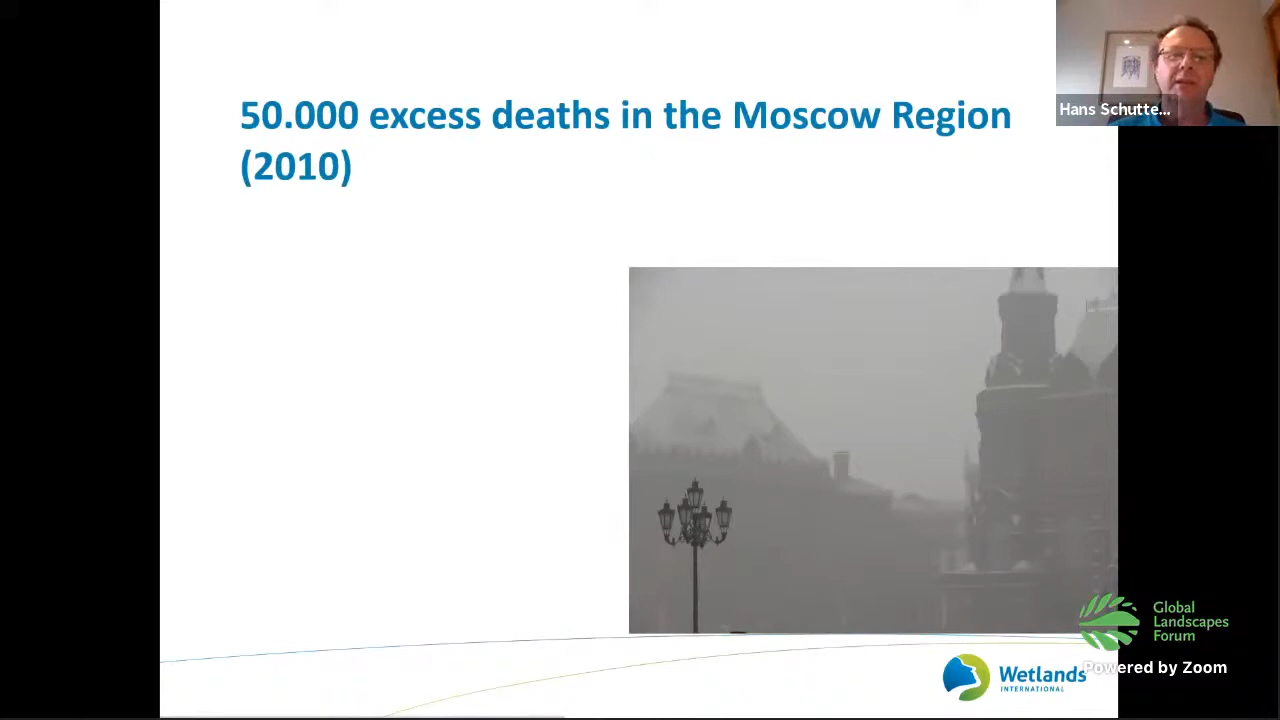 50.000 excess deaths in the Moscow Region
(2010)
Hans Schutte...
Global
Landscapes
Forum
Powered by Zoom
Wetlands
INTERNATIONAL